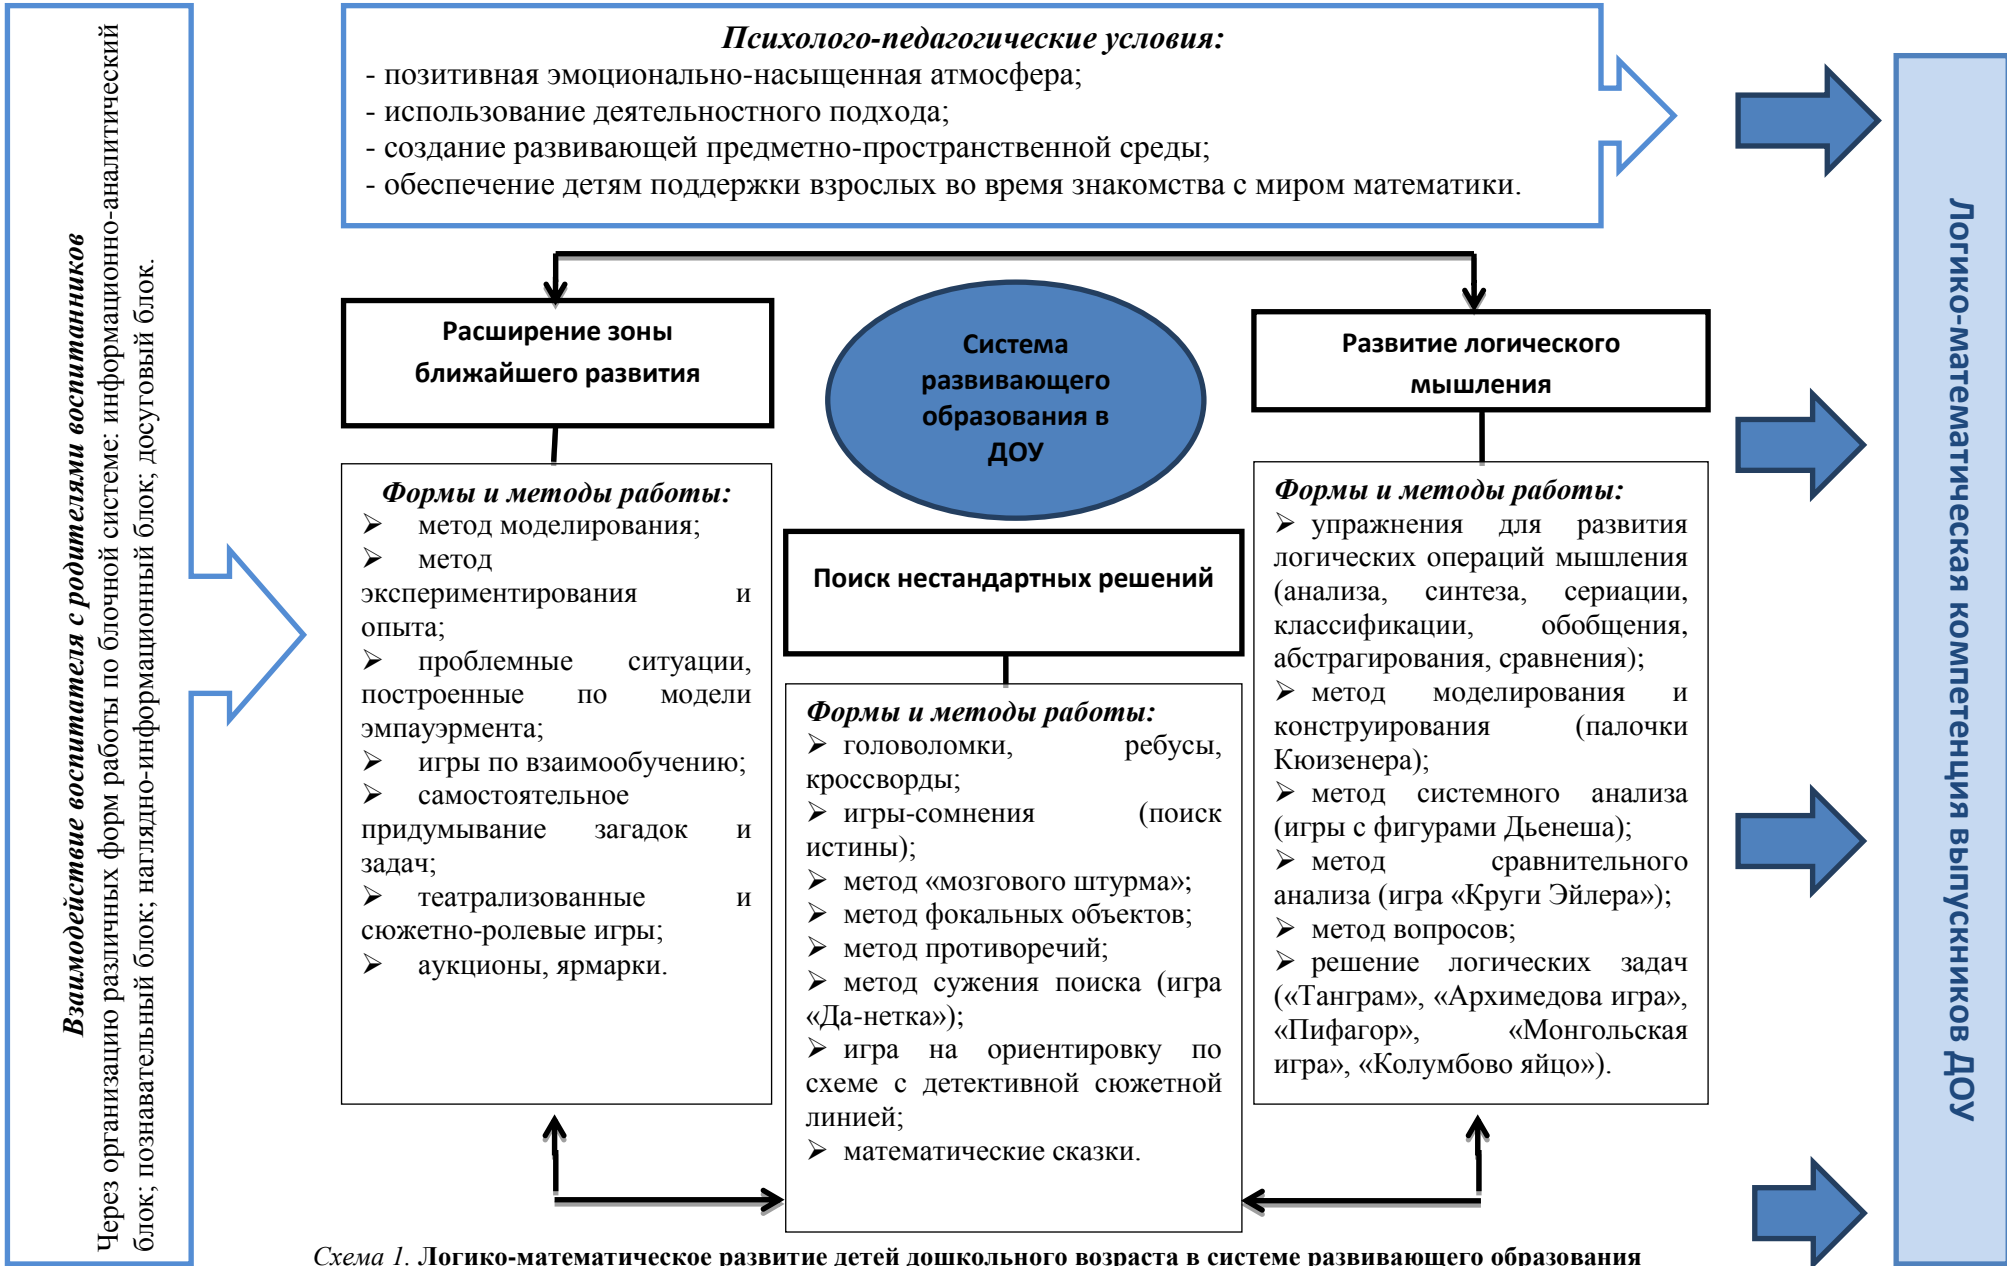 Взаимодействие воспитателя с родителями воспитанников
Через организацию различных форм работы по блочной системе: информационно-аналитический
блок; познавательный блок; наглядно-информационный блок; досуговый блок.
Психолого-педагогические условия:
- позитивная эмоционально-насыщенная атмосфера;
- использование деятельностного подхода;
- создание развивающей предметно-пространственной среды;
- обеспечение детям поддержки взрослых во время знакомства с миром математики.
Расширение зоны
ближайшего развития
Формы и методы работы:
➢ метод моделирования;
➢ метод
экспериментирования и
опыта;
➢ проблемные ситуации,
построенные по модели
эмпауэрмента;
➢ игры по взаимообучению;
➢ самостоятельное
придумывание загадок и
задач;
➢ театрализованные и
сюжетно-ролевые игры;
➢ аукционы, ярмарки.
Система
развивающего
образования в
ДОУ
Поиск нестандартных решений
Формы и методы работы:
➢ головоломки, ребусы,
кроссворды;
➢ игры-сомнения (поиск
истины);
➢ метод «мозгового штурма»;
➢ метод фокальных объектов;
➢ метод противоречий;
➢ метод сужения поиска (игра
«Да-нетка»);
➢ игра на ориентировку по
схеме с детективной сюжетной
линией;
➢ математические сказки.
Развитие логического
мышления
Формы и методы работы:
➢ упражнения для развития
логических операций мышления
(анализа, синтеза, сериации,
классификации, обобщения,
абстрагирования, сравнения);
➢ метод моделирования и
конструирования (палочки
Кюизенера);
➢ метод системного анализа
(игры с фигурами Дьенеша);
➢ метод сравнительного
анализа (игра «Круги Эйлера»);
➢ метод вопросов;
➢ решение логических задач
(«Танграм», «Архимедова игра»,
«Пифагор», «Монгольская
игра», «Колумбово яйцо»).
Логико-математическая компетенция выпускников ДОУ
Схема 1. Логико-математическое развитие детей дошкольного возраста в системе развивающего образования